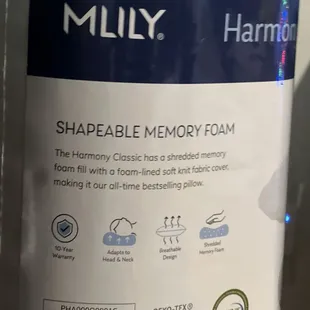 MLILY®
Harmon
SHAPEABLE MEMORY FOAM
The Harmony Classic has a shredded memory
foam fill with a foam-lined soft knit fabric cover,
making it our all-time bestselling pillow.
10-Year
Warranty
Adapts to
Head & Neck
Breathable
Design
Shredded
Memory Foam
OEKO-TEX®